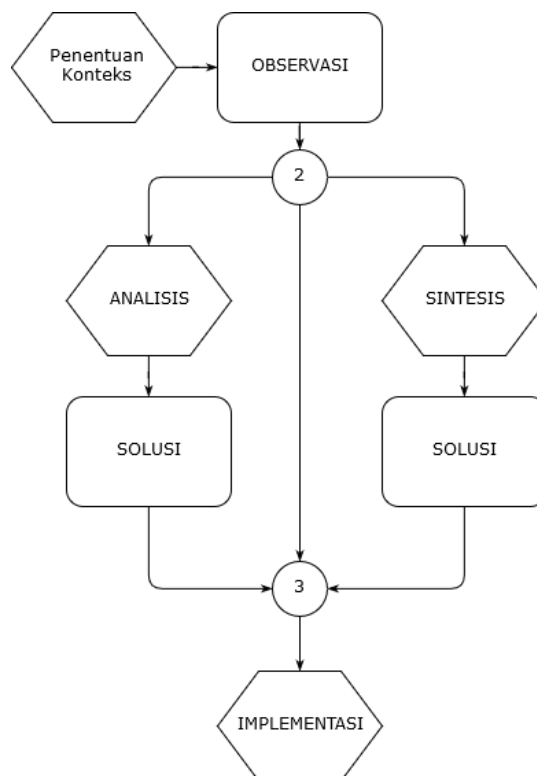 Penentuan
Konteks
OBSERVASI
2
ANALISIS
SINTESIS
SOLUSI
SOLUSI
3
IMPLEMENTASI